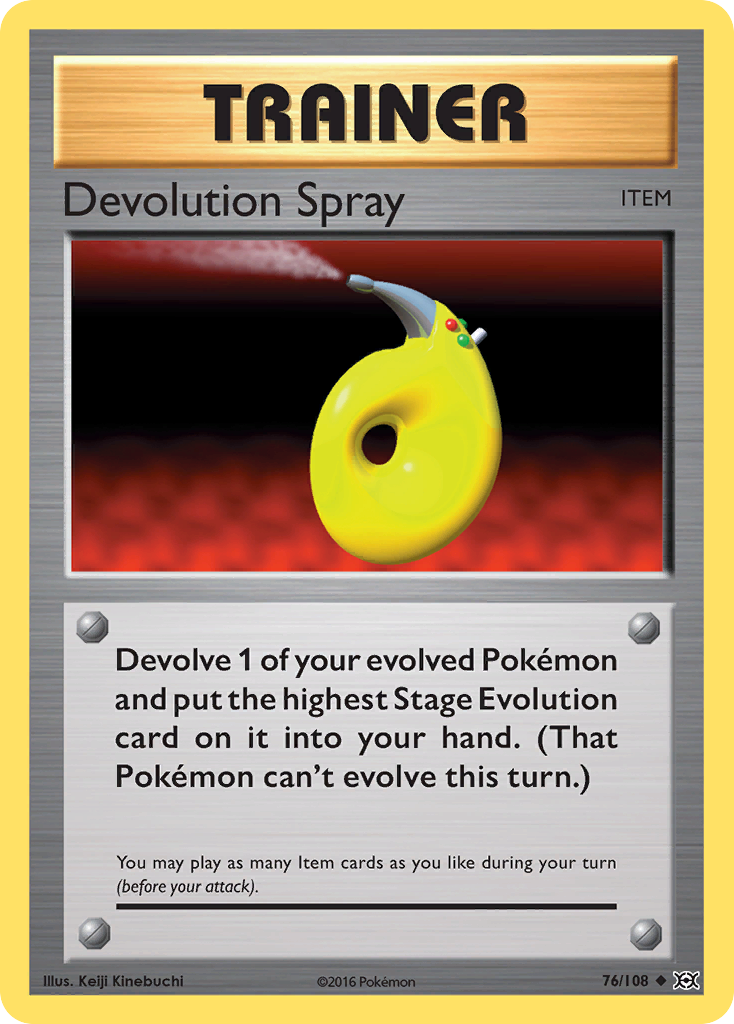 TRAINER
Devolution Spray
ITEM
Devolve 1 of your evolved Pokémon
and put the highest Stage Evolution
card on it into your hand. (That
Pokémon can't evolve this turn.)
You may play as many Item cards as you like during your turn
(before your attack).
Illus. Keiji Kinebuchi
©2016 Pokémon
76/108